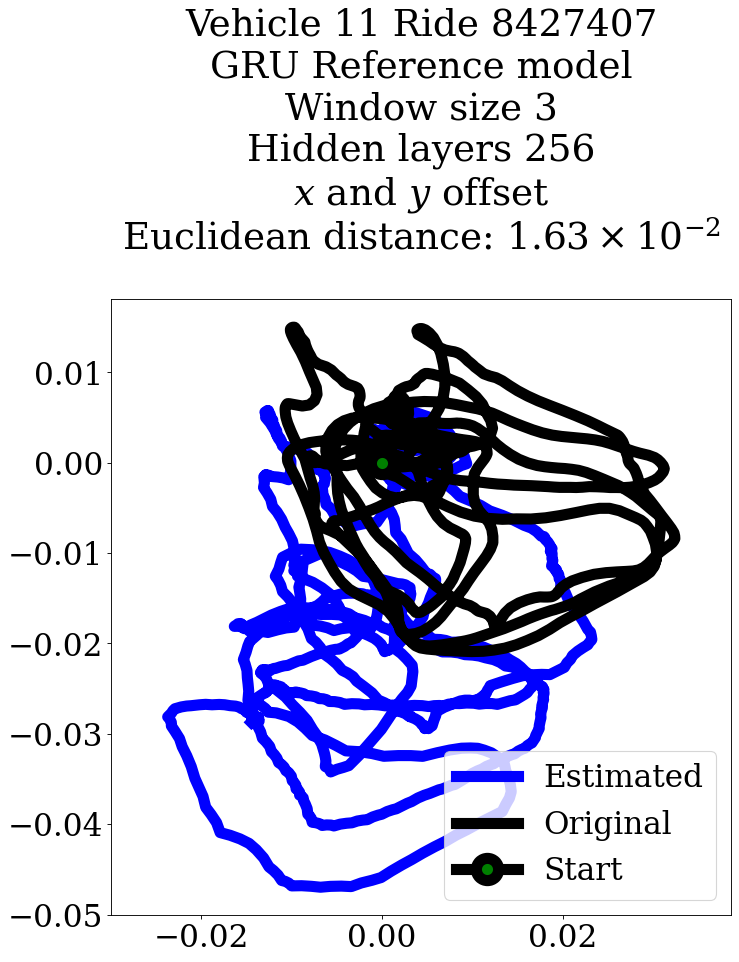 Vehicle 11 Ride 8427407
GRU Reference model
Window size 3
Hidden layers 256
x and y offset
Euclidean distance: 1.63 × 10⁻²
0.01
0.00
−0.01
−0.02
−0.03
−0.04
−0.05
Estimated
Original
Start
−0.02 0.00 0.02